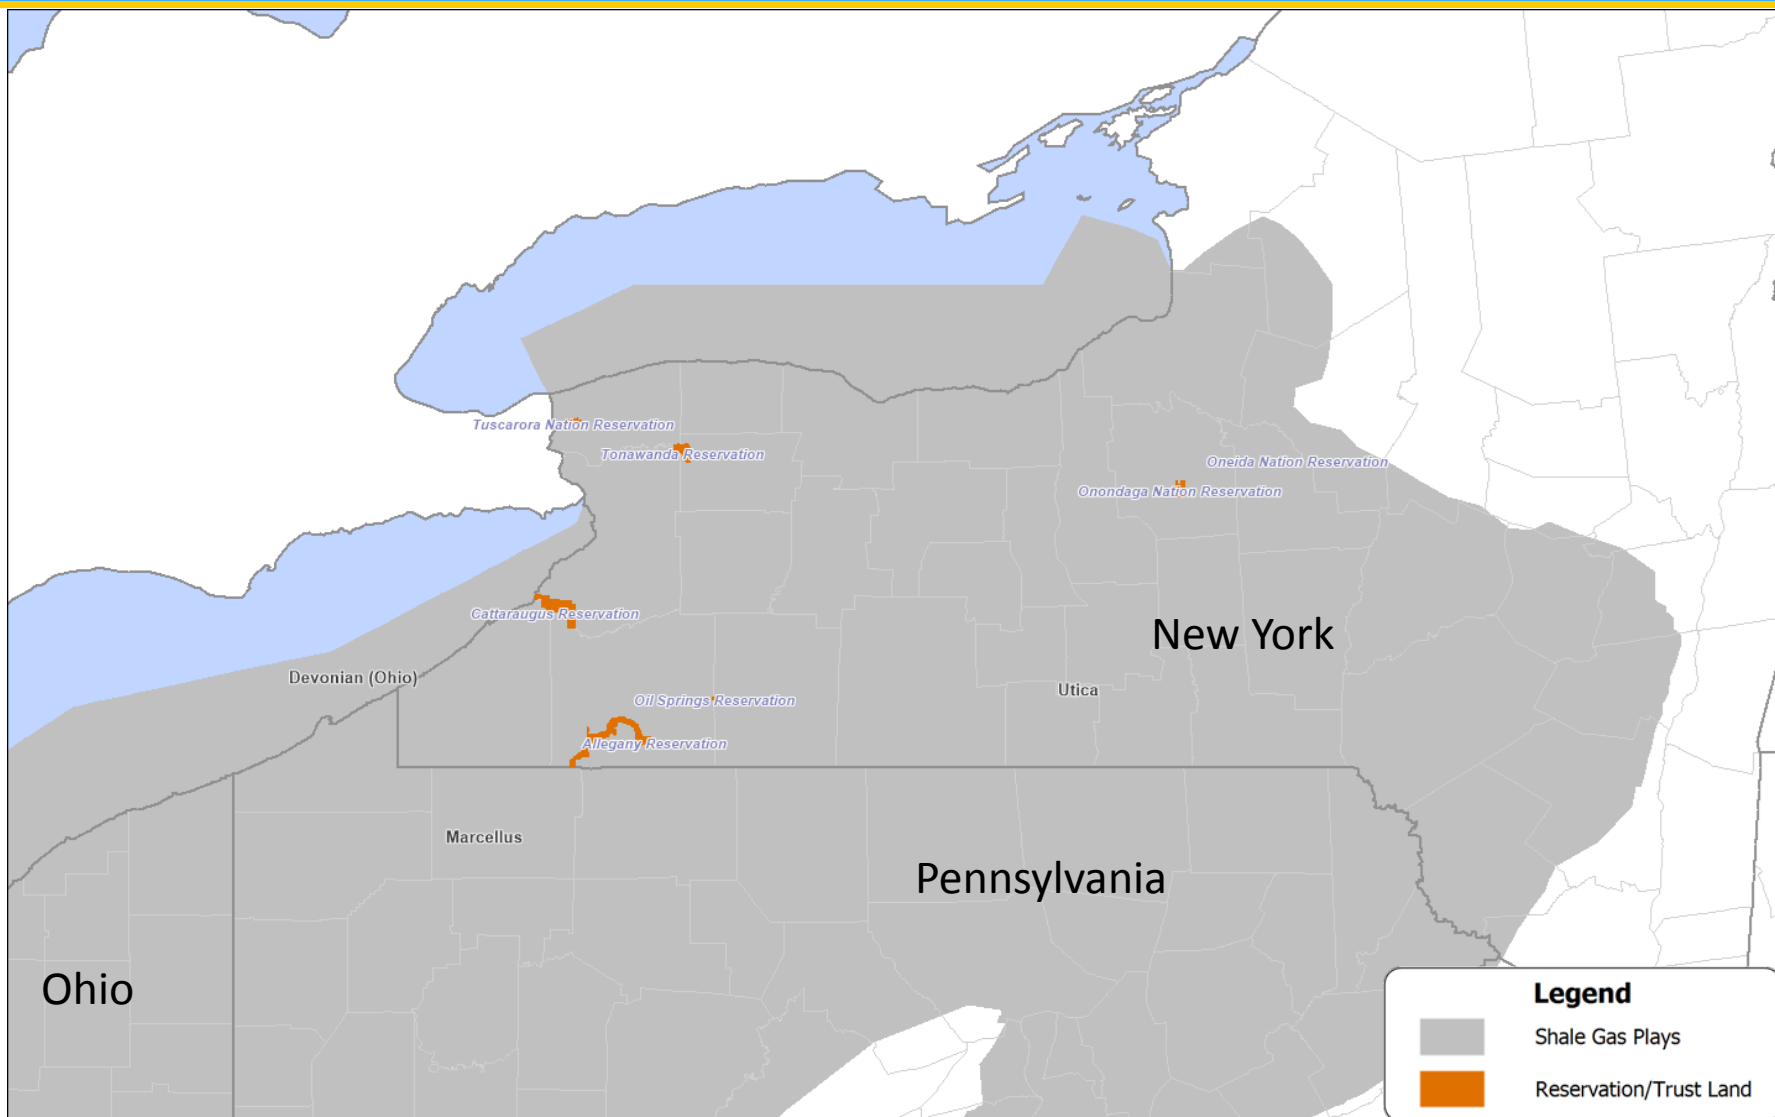 Tuscarora Nation Reservation
Tonawanda Reservation
Oneida Nation Reservation
Onondaga Nation Reservation
Cattaraugus Reservation
New York
Devonian (Ohio)
Utica
Oil Springs Reservation
Allegany Reservation
Marcellus
Pennsylvania
Ohio
Legend
Shale Gas Plays
Reservation/Trust Land